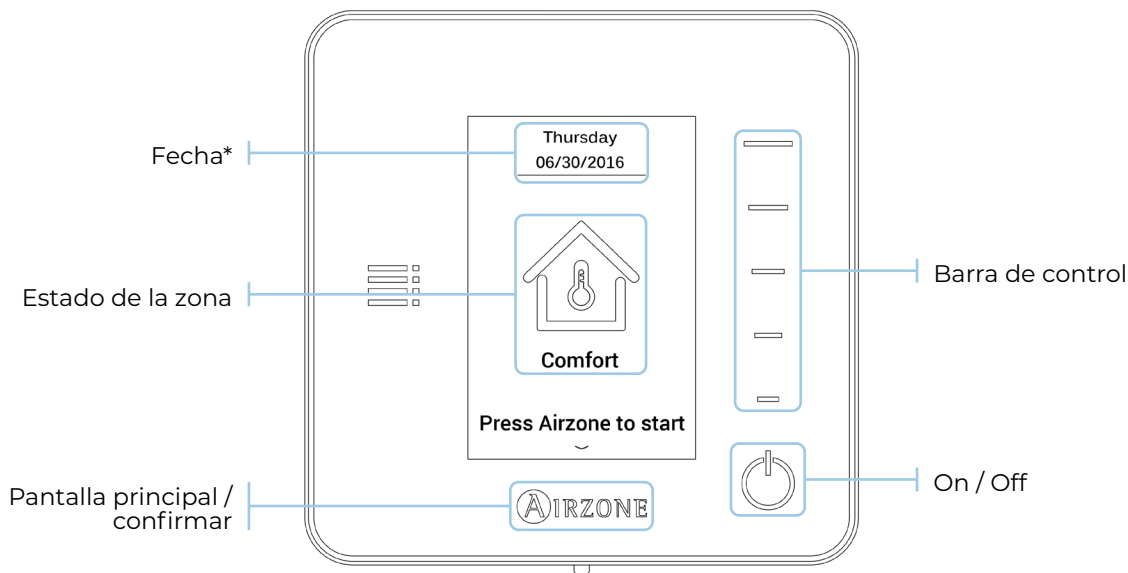 Thursday
Fecha*
06/30/2016
Barra de control
Estado de la zona
Comfort
Press Airzone to start
On / Off
Pantalla principal /
confirmar
AIRZONE